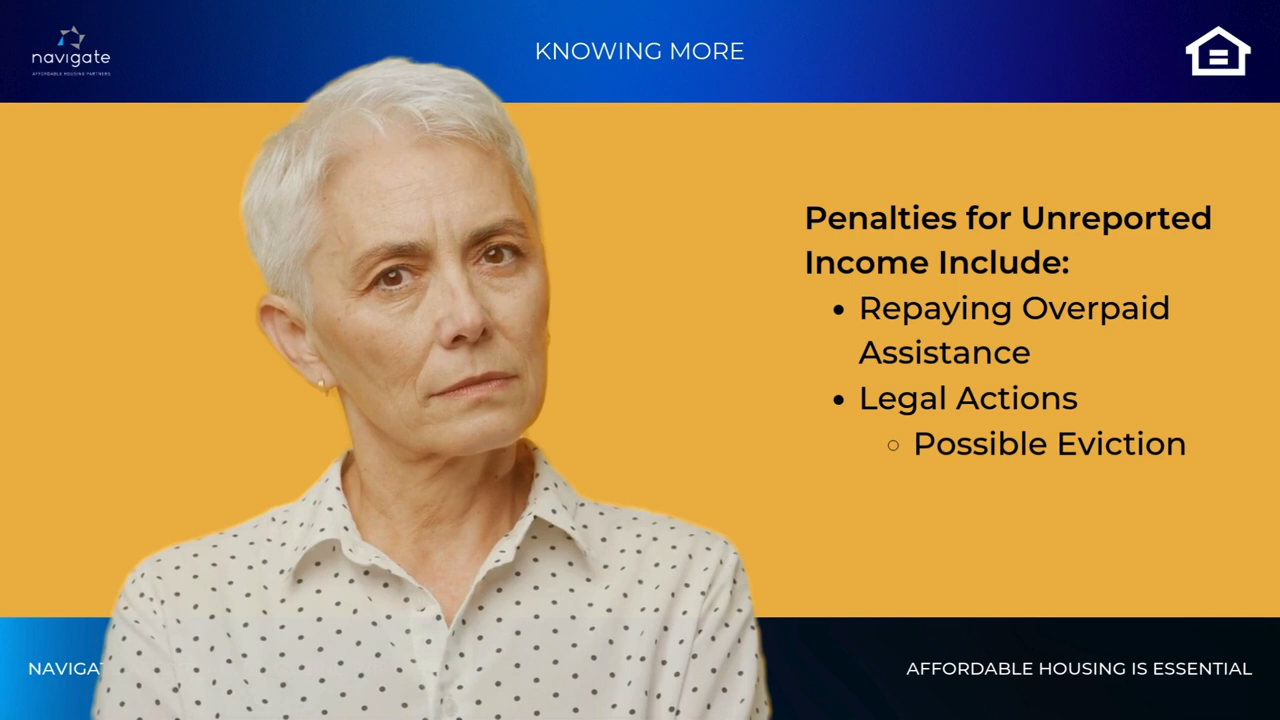 navigate
AFFORDABLE HOUSING PARTNERS
KNOWING MORE
Penalties for Unreported
Income Include:
• Repaying Overpaid
Assistance
• Legal Actions
○ Possible Eviction
AFFORDABLE HOUSING IS ESSENTIAL